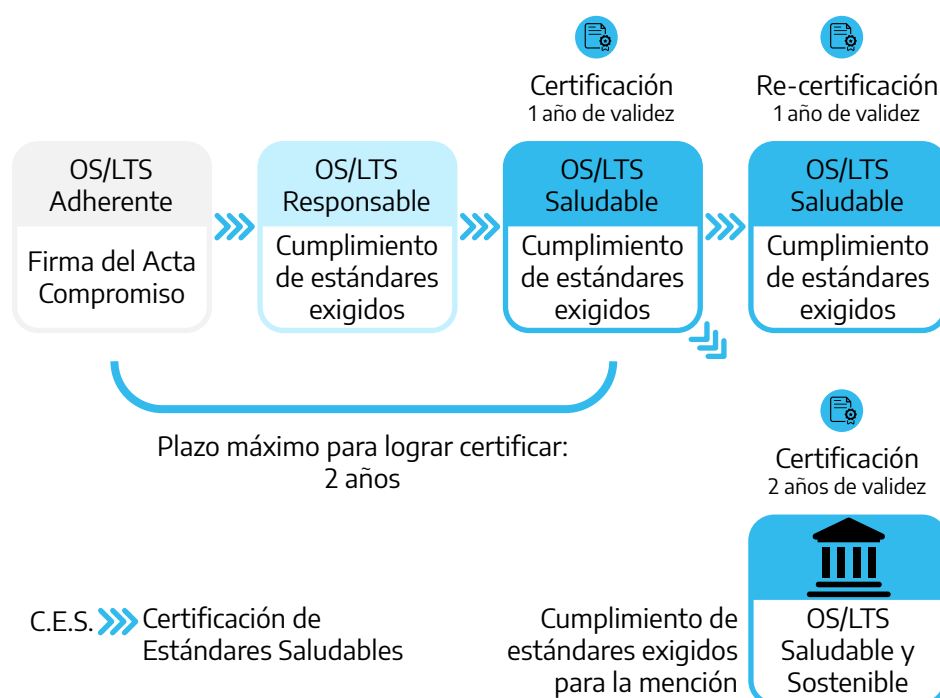 Certificación
1 año de validez
Re-certificación
1 año de validez
OS/LTS
Adherente
Firma del Acta
Compromiso
OS/LTS
Responsable
Cumplimiento
de estándares
exigidos
OS/LTS
Saludable
Cumplimiento
de estándares
exigidos
OS/LTS
Saludable
Cumplimiento
de estándares
exigidos
Plazo máximo para lograr certificar:
2 años
Certificación
2 años de validez
C.E.S.
Certificación de
Estándares Saludables
Cumplimiento de
estándares exigidos
para la mención
OS/LTS
Saludable y
Sostenible